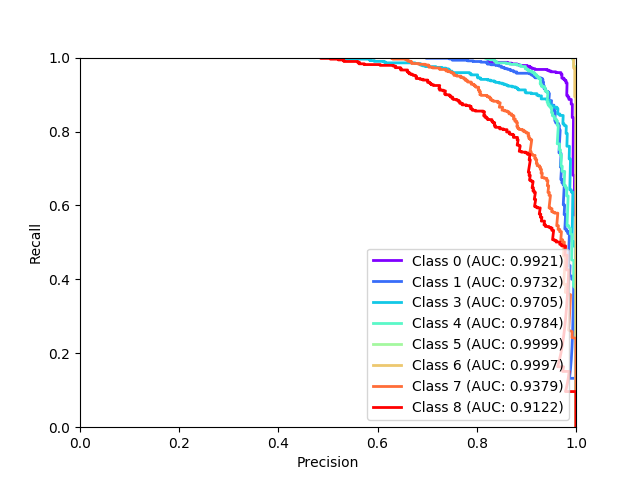 1.0
0.8
0.6
0.4
0.2
0.0
Recall
0.0 0.2 0.4 0.6 0.8 1.0
Precision
Class 0 (AUC: 0.9921)
Class 1 (AUC: 0.9732)
Class 3 (AUC: 0.9705)
Class 4 (AUC: 0.9784)
Class 5 (AUC: 0.9999)
Class 6 (AUC: 0.9997)
Class 7 (AUC: 0.9379)
Class 8 (AUC: 0.9122)